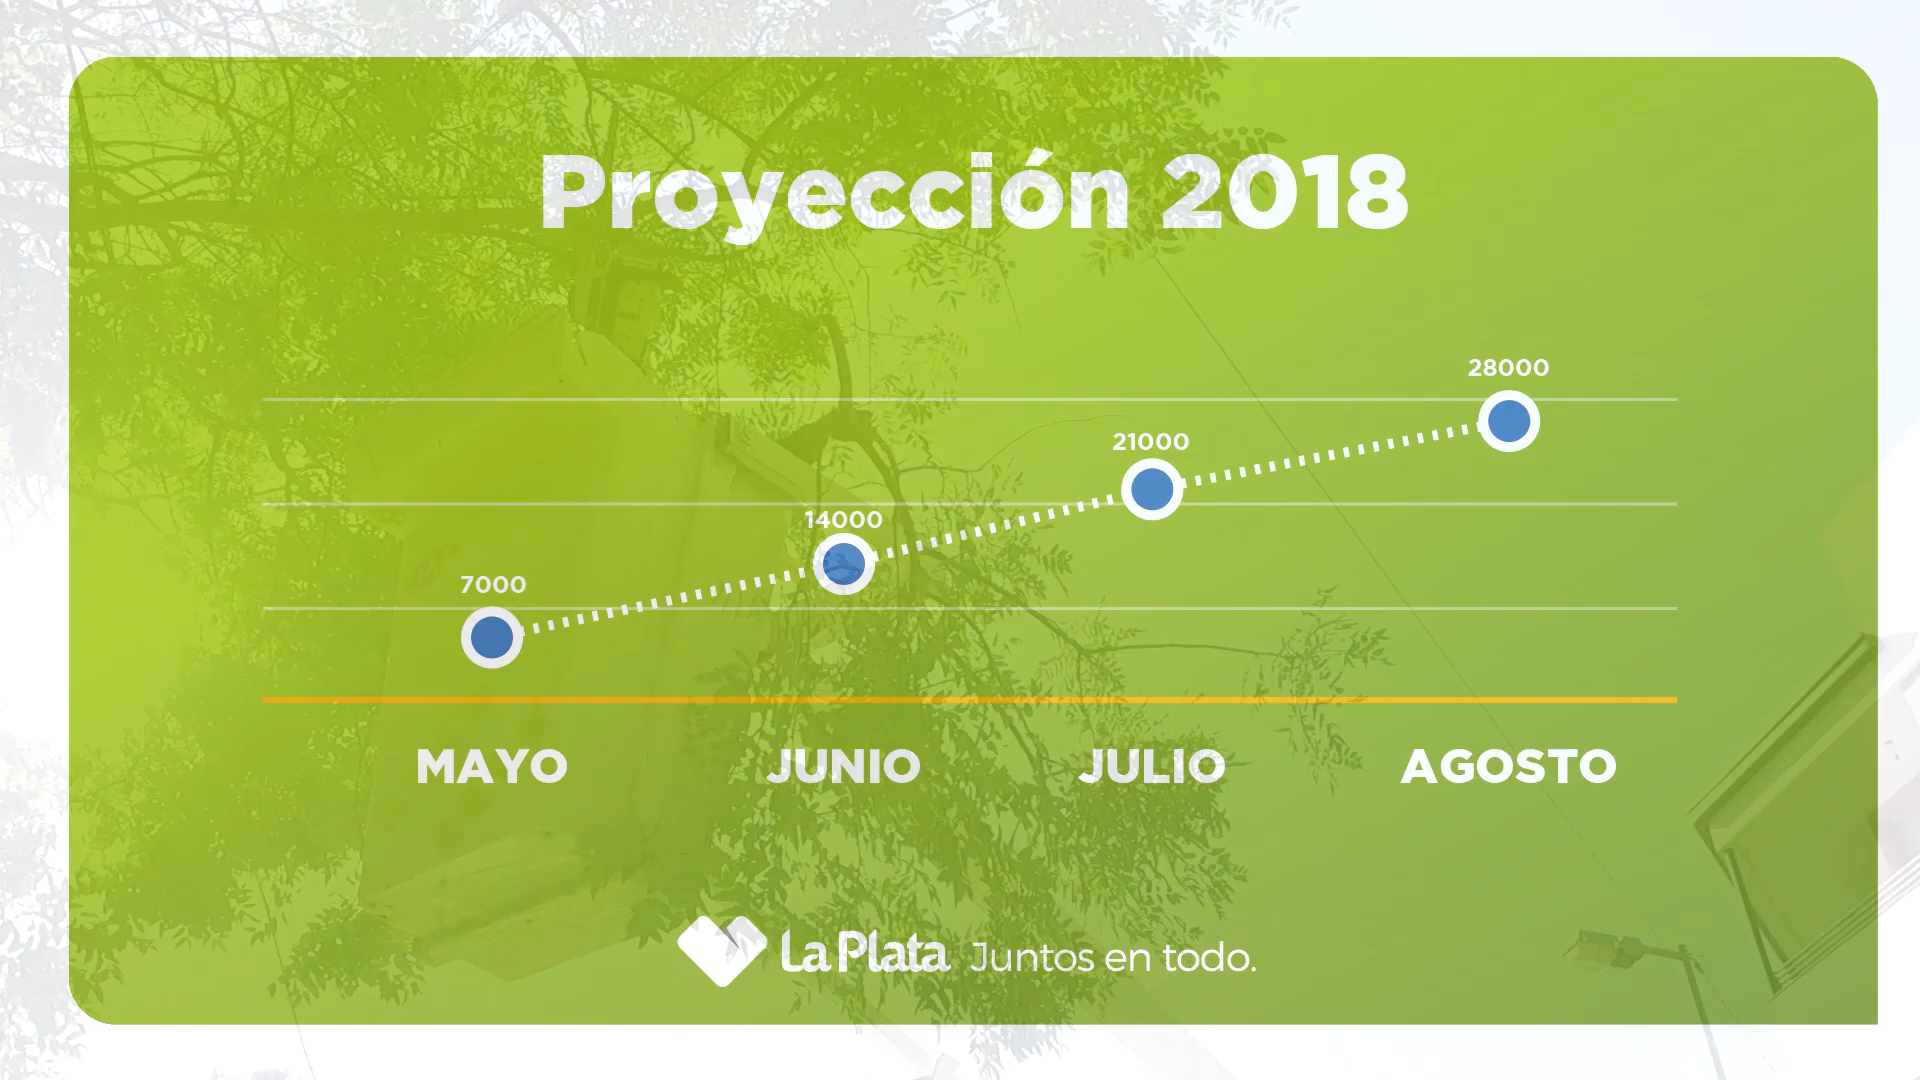 Proyección 2018
28000
21000
14000
7000
MAYO JUNIO JULIO AGOSTO
La Plata Juntos en todo.